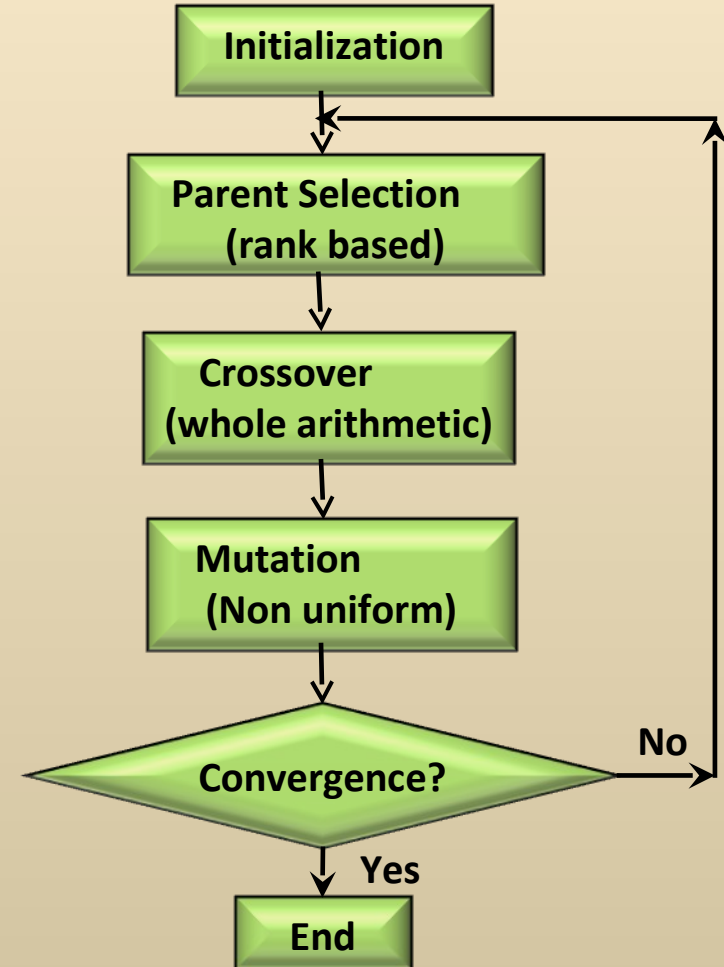 Initialization
Parent Selection
(rank based)
Crossover
(whole arithmetic)
Mutation
(Non uniform)
Convergence?
No
Yes
End